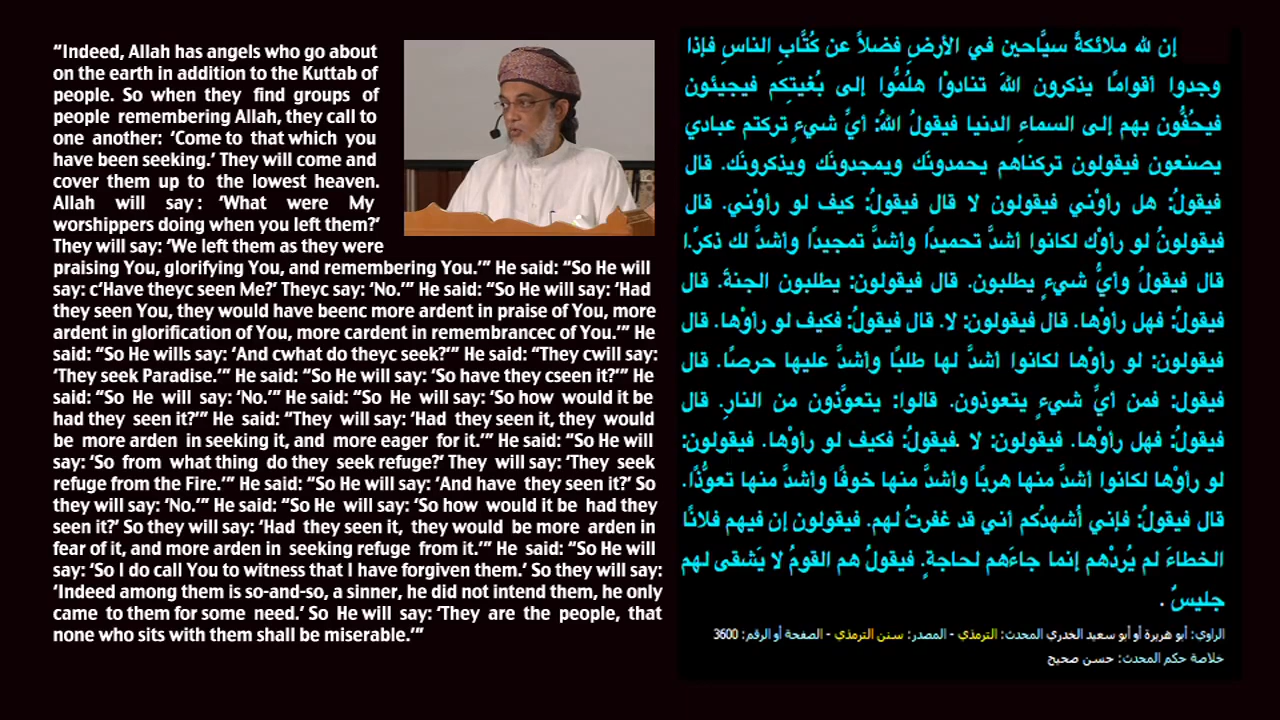 “Indeed, Allah has angels who go about
on the earth in addition to the Kuttab of
people. So when they find groups of
people remembering Allah, they call to
one another: ‘Come to that which you
have been seeking.’ They will come and
cover them up to the lowest heaven.
Allah will say: ‘What were My
worshippers doing when you left them?’
They will say: ‘We left them as they were
praising You, glorifying You, and remembering You.’” He said: “So He will
say: c‘Have theyc seen Me?’ Theyc say: ‘No.’” He said: “So He will say: ‘Had
they seen You, they would have beenc more ardent in praise of You, more
ardent in glorification of You, more cardent in remembrancec of You.’” He
said: “So He wills say: ‘And cwhat do theyc seek?’” He said: “They cwill say:
‘They seek Paradise.’” He said: “So He will say: ‘So have they cseen it?’” He
said: “So He will say: ‘No.’” He said: “So He will say: ‘So how would it be
had they seen it?’” He said: “They will say: ‘Had they seen it, they would
be more arden in seeking it, and more eager for it.’” He said: “So He will
say: ‘So from what thing do they seek refuge?’ They will say: ‘They seek
refuge from the Fire.’” He said: “So He will say: ‘And have they seen it?’ So
they will say: ‘No.’” He said: “So He will say: ‘So how would it be had they
seen it?’ So they will say: ‘Had they seen it, they would be more arden in
fear of it, and more arden in seeking refuge from it.’” He said: “So He will
say: ‘So I do call You to witness that I have forgiven them.’ So they will say:
‘Indeed among them is so-and-so, a sinner, he did not intend them, he only
came to them for some need.’ So He will say: ‘They are the people, that
none who sits with them shall be miserable.’”
إن لله ملائكةً سيَّاحين في الأرضِ فضلاً عن كُتَّابِ الناسِ فإذا
وجدوا أقوامًا يذكرون اللهَ تنادوْا هلُمُّوا إلى بُغيتِكم فيجيئون
فيحُفُّون بهم إلى السماءِ الدنيا فيقولُ اللهُ: أيَّ شيءٍ تركتم عبادي
يصنعون فيقولون تركناهم يحمدونَك ويمجدونَك ويذكرونَك. قال
فيقولُ: هل رأوْني فيقولون لا قال فيقولُ: كيف لو رأوْني. قال
فيقولونُ لو رأوْك لكانوا أشدَّ تحميدًا وأشدَّ تمجيدًا وأشدَّ لك ذكرًا.
قال فيقولُ وأيُّ شيءٍ يطلبون. قال فيقولون: يطلبون الجنةَ. قال
فيقولُ: فهل رأوْها. قال فيقولون: لا. قال فيقولُ: فكيف لو رأوْها. قال
فيقولون: لو رأوْها لكانوا أشدَّ لها طلبًا وأشدَّ عليها حرصًا. قال
فيقولُ: فمن أيِّ شيءٍ يتعوذون. قالوا: يتعوَّذون من النارِ. قال
فيقولُ: فهل رأوْها. فيقولون: لا .فيقولُ: فكيف لو رأوْها. فيقولون:
لو رأوْها لكانوا أشدَّ منها هربًا وأشدَّ منها خوفًا وأشدَّ منها تعوُّذًا.
قال فيقولُ: فإني أُشهدُكم أني قد غفرتُ لهم. فيقولون إن فيهم فلانًا
الخطاءَ لم يُردْهم إنما جاءَهم لحاجةٍ. فيقولُ هم القومُ لا يَشقى لهم
جليسٌ .
الراوي: أبو هريرة أو أبو سعيد الخدري المحدث: الترمذي - المصدر: سنن الترمذي - الصفحة أو الرقم: 3600
خلاصة حكم المحدث: حسن صحيح